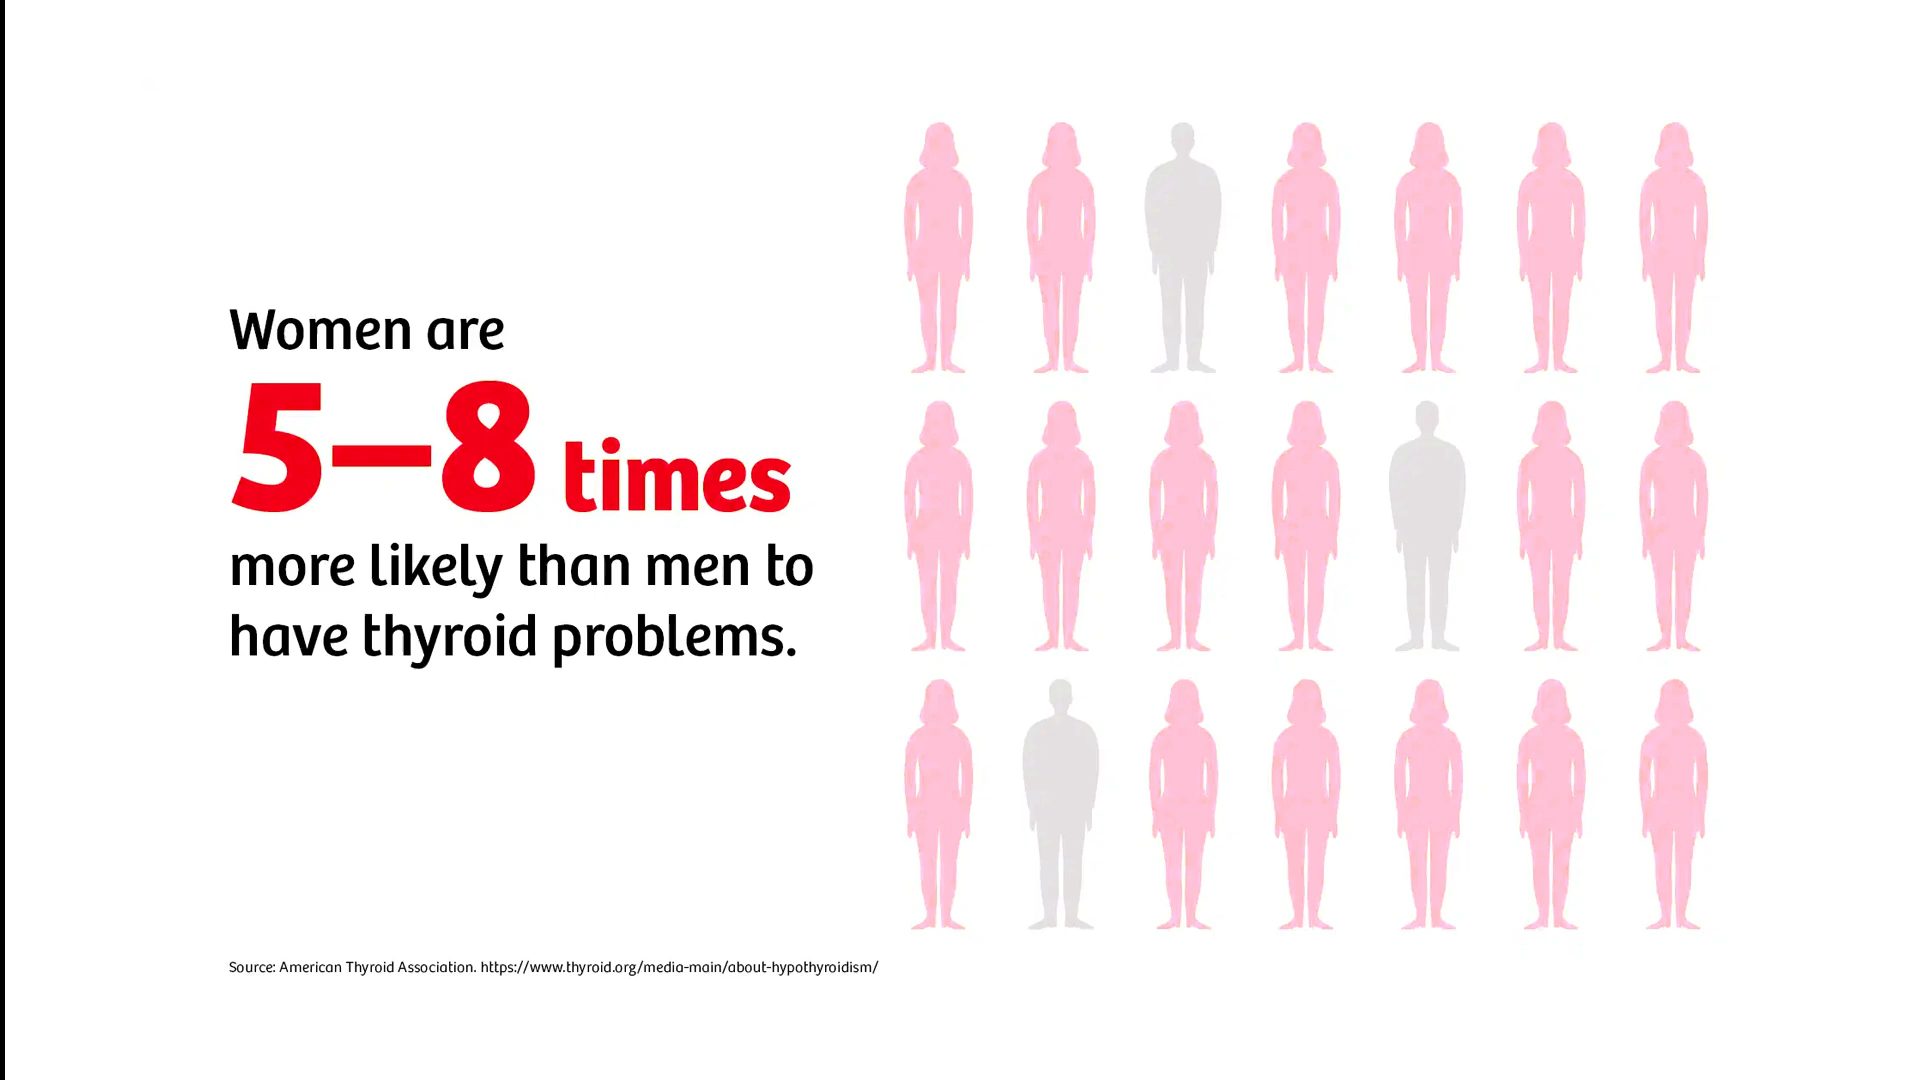 Women are
5–8 times
more likely than men to
have thyroid problems.
Source: American Thyroid Association. https://www.thyroid.org/media-main/about-hypothyroidism/